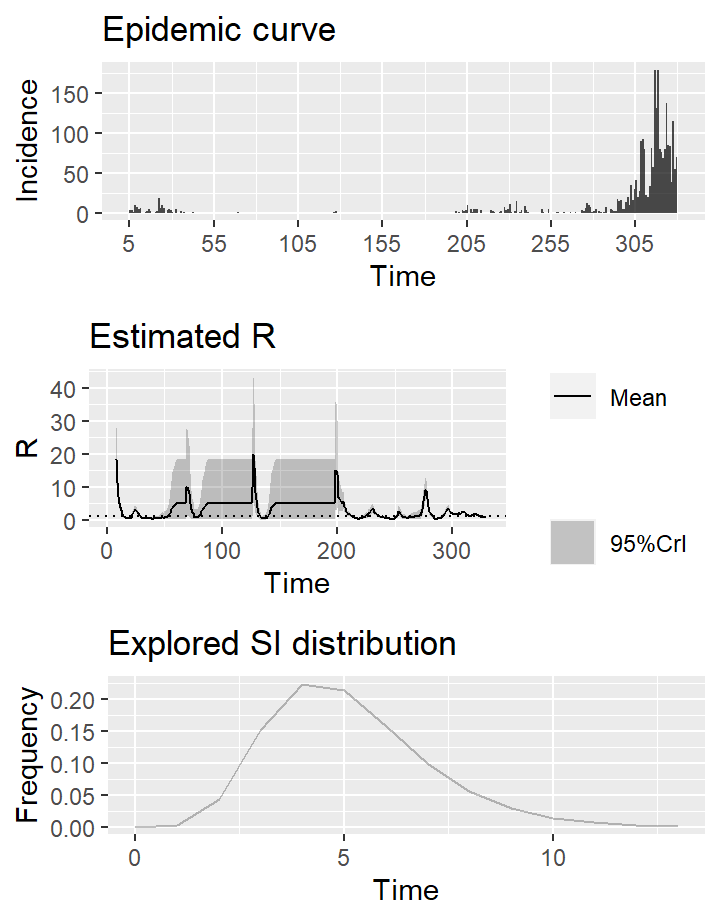 Epidemic curve
Incidence
150
100
50
0
5 55 105 155 205 255 305
Time
Estimated R
R
40
30
20
10
0
0 100 200 300
Time
Mean
95%CrI
Explored SI distribution
Frequency
0.20
0.15
0.10
0.05
0.00
0 5 10
Time